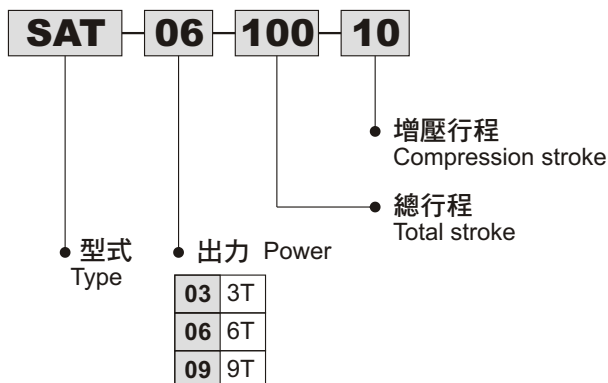 SAT 06 100 10
增壓行程
Compression stroke
總行程
Total stroke
型式
Type
出力 Power
03 3T
06 6T
09 9T